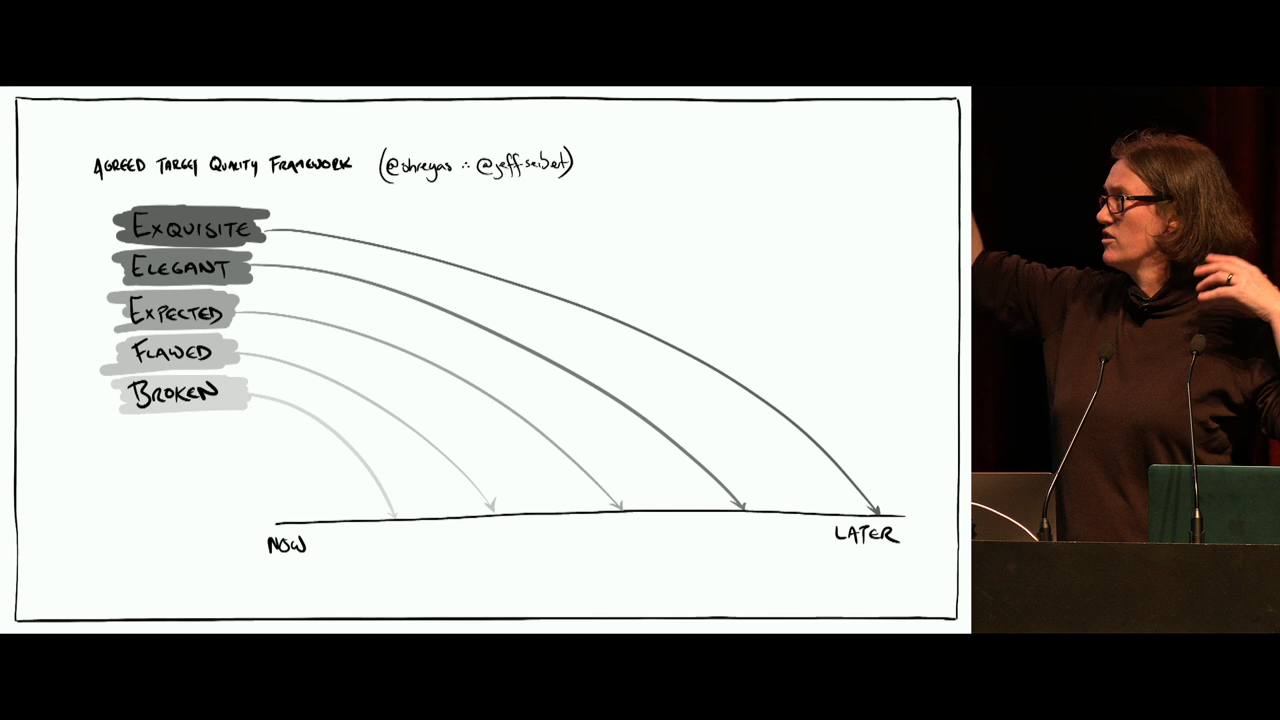 AGREED TARGET QUALITY FRAMEWORK (@shreyas ∴ @jeff-seibert)
EXQUISITE
ELEGANT
EXPECTED
FLAWED
BROKEN
NOW
LATER